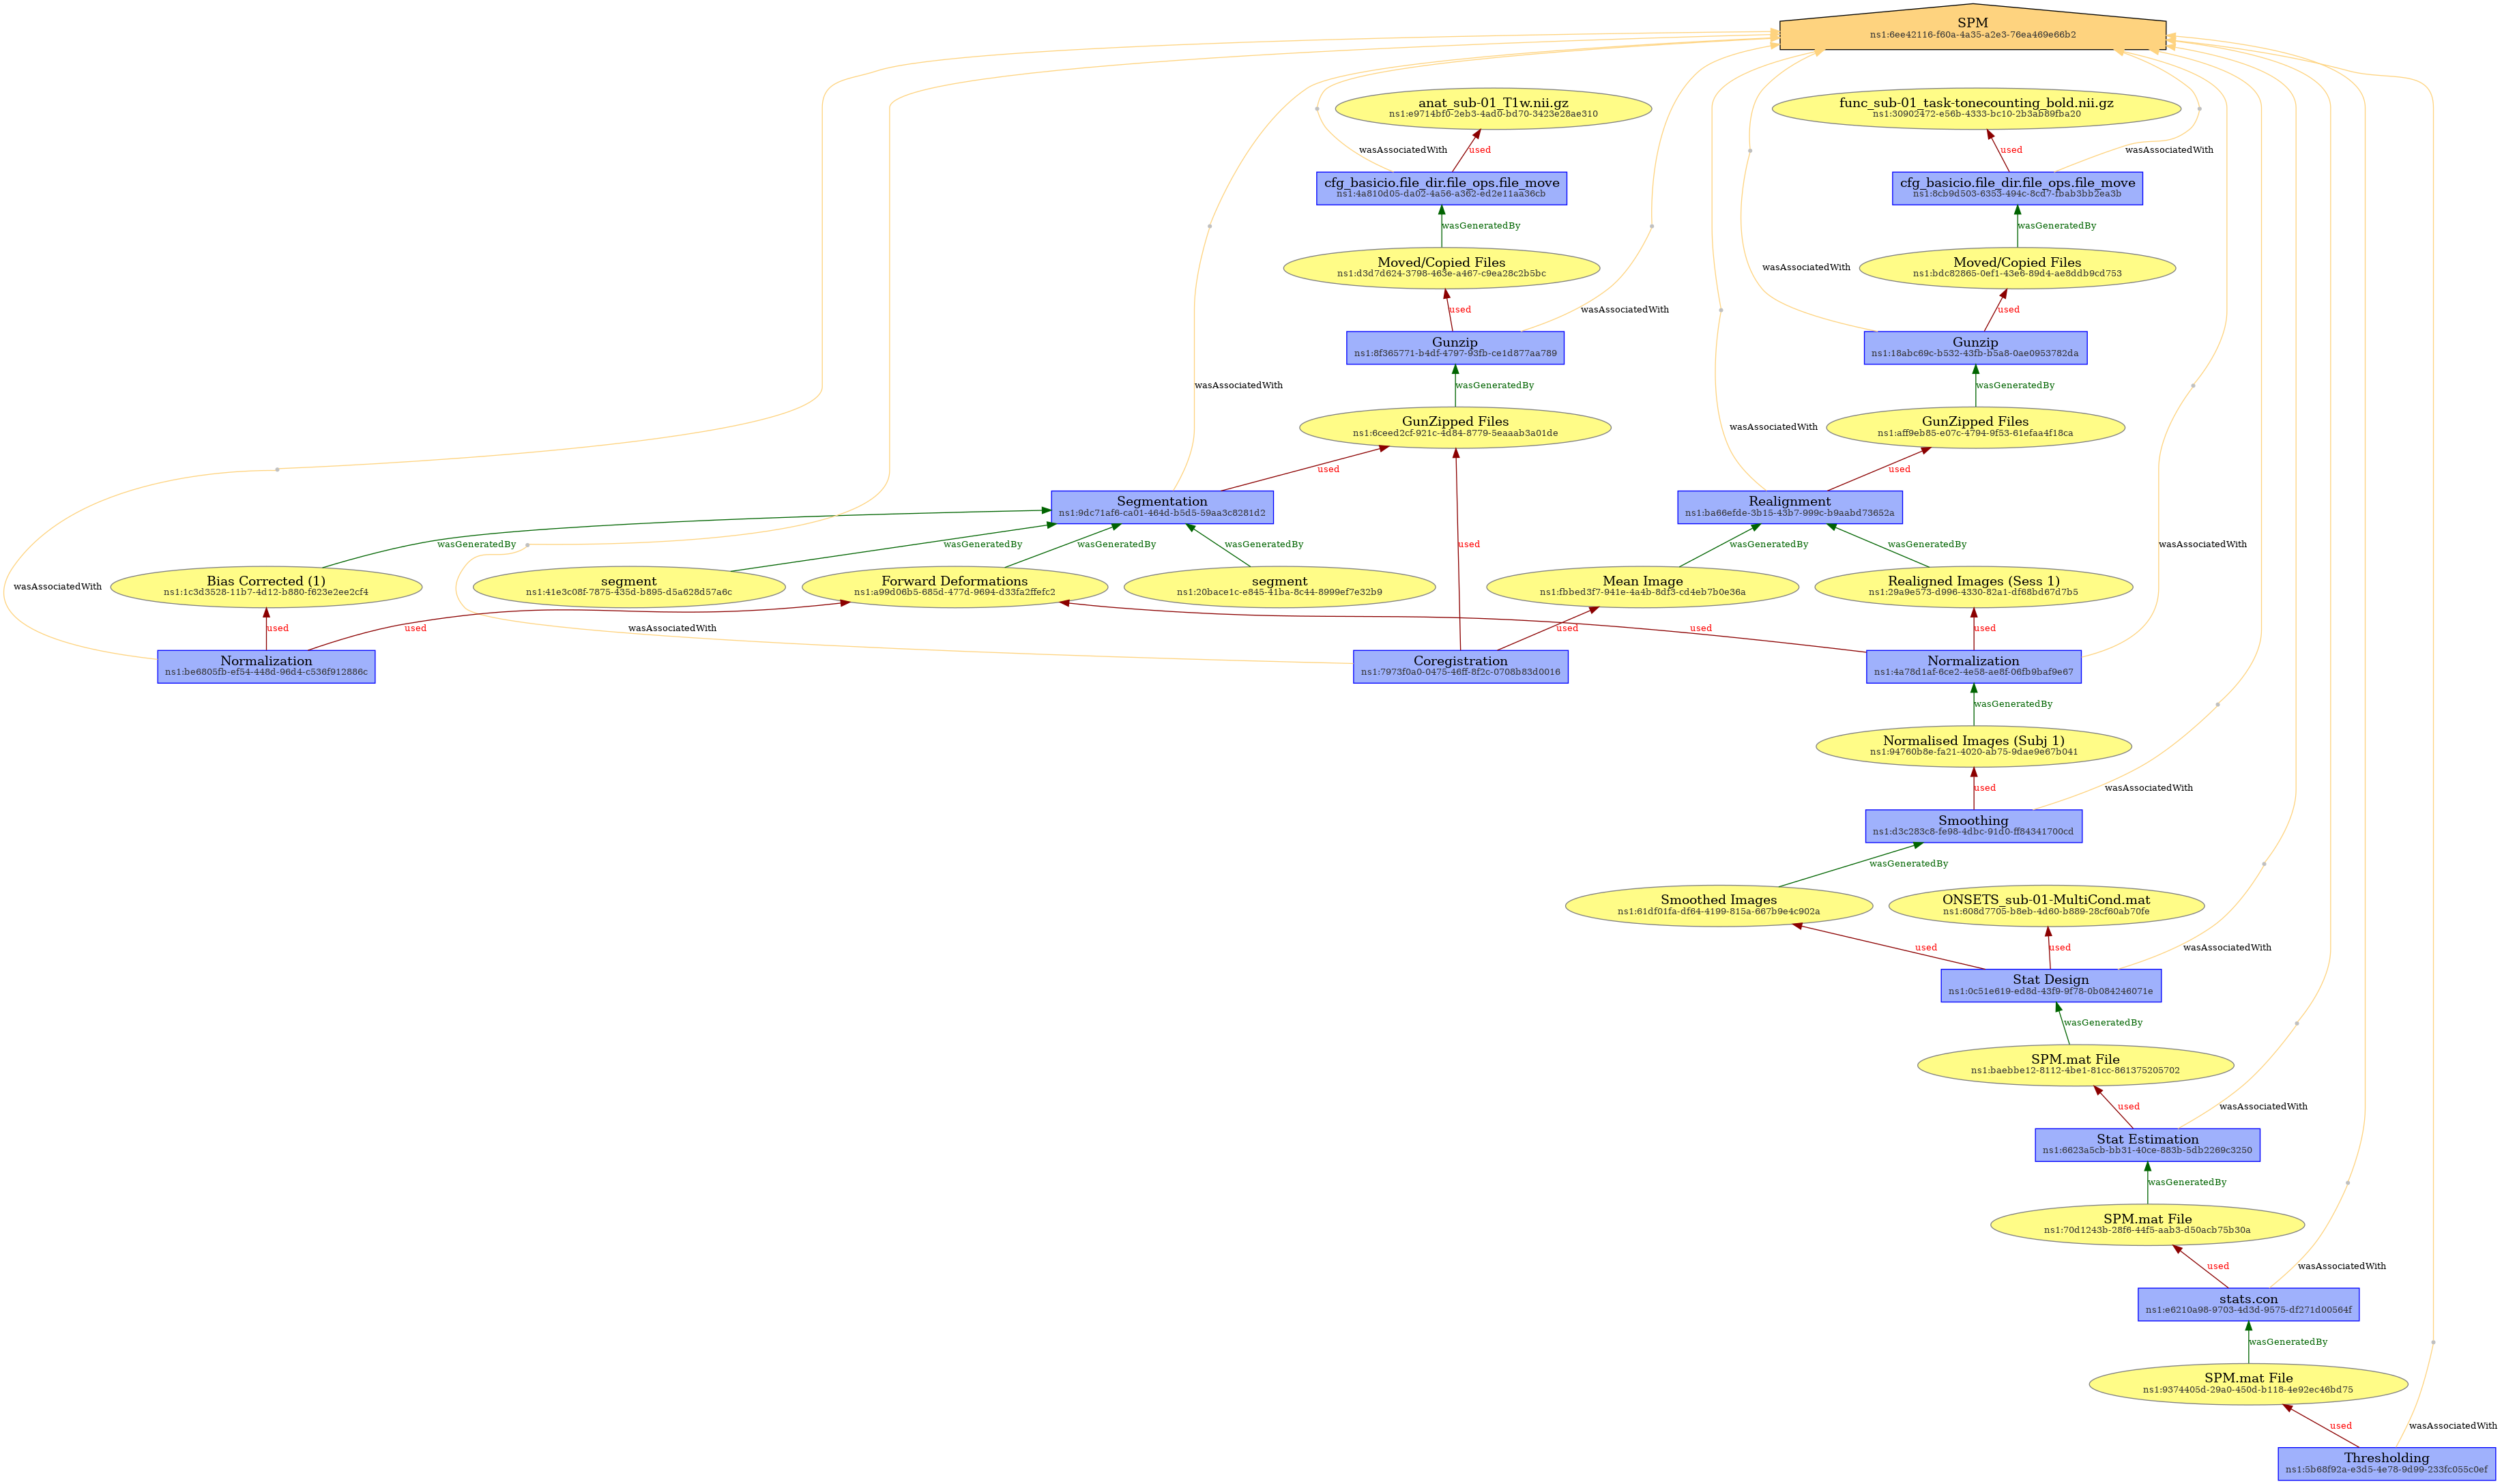 SPM
ns1:6ee42116-f60a-4a35-a2e3-76ea469e66b2
anat_sub-01_T1w.nii.gz
ns1:e9714bf0-2eb3-4ad0-bd70-3423e28ae310
func_sub-01_task-tonecounting_bold.nii.gz
ns1:30902472-e56b-4333-bc10-2b3ab89fba20
wasAssociatedWith
used
used
wasAssociatedWith
cfg_basicio.file_dir.file_ops.file_move
ns1:4a810d05-da02-4a56-a362-ed2e11aa36cb
cfg_basicio.file_dir.file_ops.file_move
ns1:8cb9d503-6353-494c-8cd7-fbab3bb2ea3b
wasGeneratedBy
wasGeneratedBy
Moved/Copied Files
ns1:d3d7d624-3798-463e-a467-c9ea28c2b5bc
wasAssociatedWith
Moved/Copied Files
ns1:bdc82865-0ef1-43e6-89d4-ae8ddb9cd753
used
wasAssociatedWith
used
Gunzip
ns1:8f365771-b4df-4797-93fb-ce1d877aa789
Gunzip
ns1:18abc69c-b532-43fb-b5a8-0ae0953782da
wasAssociatedWith
wasGeneratedBy
wasGeneratedBy
GunZipped Files
ns1:6ceed2cf-921c-4d84-8779-5eaaab3a01de
wasAssociatedWith
GunZipped Files
ns1:aff9eb85-e07c-4794-9f53-61efaa4f18ca
used
used
Segmentation
ns1:9dc71af6-ca01-464d-b5d5-59aa3c8281d2
Realignment
ns1:ba66efde-3b15-43b7-999c-b9aabd73652a
wasGeneratedBy
wasGeneratedBy
wasGeneratedBy
wasGeneratedBy
used
wasGeneratedBy
wasGeneratedBy
wasAssociatedWith
wasAssociatedWith
Bias Corrected (1)
ns1:1c3d3528-11b7-4d12-b880-f623e2ee2cf4
segment
ns1:41e3c08f-7875-435d-b895-d5a628d57a6c
Forward Deformations
ns1:a99d06b5-685d-477d-9694-d33fa2ffefc2
segment
ns1:20bace1c-e845-41ba-8c44-8999ef7e32b9
Mean Image
ns1:fbbed3f7-941e-4a4b-8df3-cd4eb7b0e36a
Realigned Images (Sess 1)
ns1:29a9e573-d996-4330-82a1-df68bd67d7b5
used
used
wasAssociatedWith
used
used
used
Normalization
ns1:be6805fb-ef54-448d-96d4-c536f912886c
Coregistration
ns1:7973f0a0-0475-46ff-8f2c-0708b83d0016
Normalization
ns1:4a78d1af-6ce2-4e58-ae8f-06fb9baf9e67
wasGeneratedBy
Normalised Images (Subj 1)
ns1:94760b8e-fa21-4020-ab75-9dae9e67b041
used
wasAssociatedWith
Smoothing
ns1:d3c283c8-fe98-4dbc-91d0-ff84341700cd
wasGeneratedBy
Smoothed Images
ns1:61df01fa-df64-4199-815a-667b9e4c902a
ONSETS_sub-01-MultiCond.mat
ns1:608d7705-b8eb-4d60-b889-28cf60ab70fe
used
used
wasAssociatedWith
Stat Design
ns1:0c51e619-ed8d-43f9-9f78-0b084246071e
wasGeneratedBy
SPM.mat File
ns1:baebbe12-8112-4be1-81cc-861375205702
used
wasAssociatedWith
Stat Estimation
ns1:6623a5cb-bb31-40ce-883b-5db2269c3250
wasGeneratedBy
SPM.mat File
ns1:70d1243b-28f6-44f5-aab3-d50acb75b30a
used
wasAssociatedWith
stats.con
ns1:e6210a98-9703-4d3d-9575-df271d00564f
wasGeneratedBy
SPM.mat File
ns1:9374405d-29a0-450d-b118-4e92ec46bd75
used
wasAssociatedWith
Thresholding
ns1:5b68f92a-e3d5-4e78-9d99-233fc055c0ef